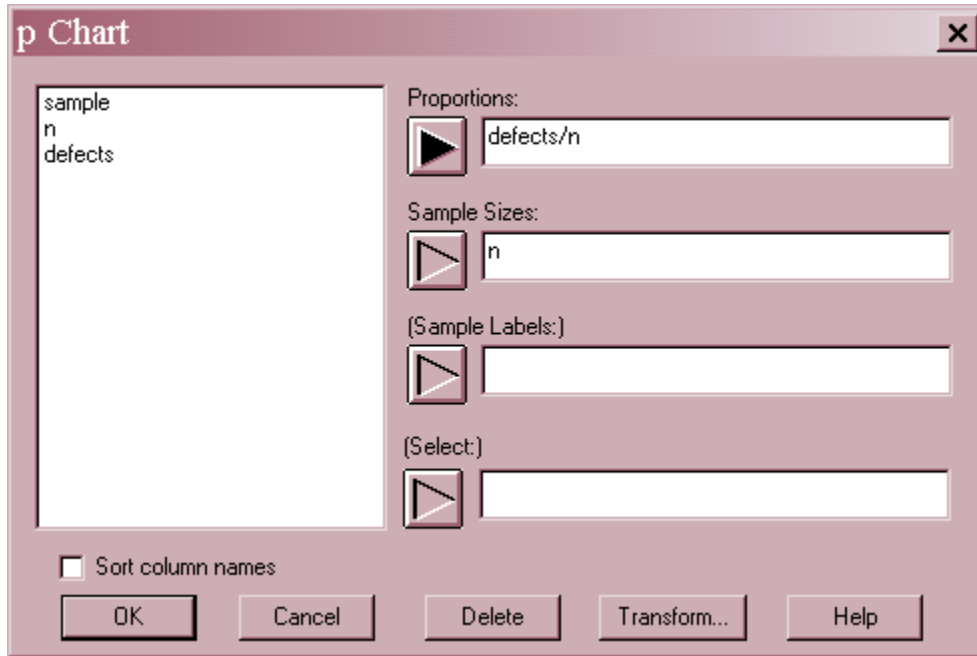 p Chart
sample
n
defects
Proportions:
defects/n
Sample Sizes:
n
(Sample Labels:)
(Select:)
Sort column names
OK
Cancel
Delete
Transform...
Help